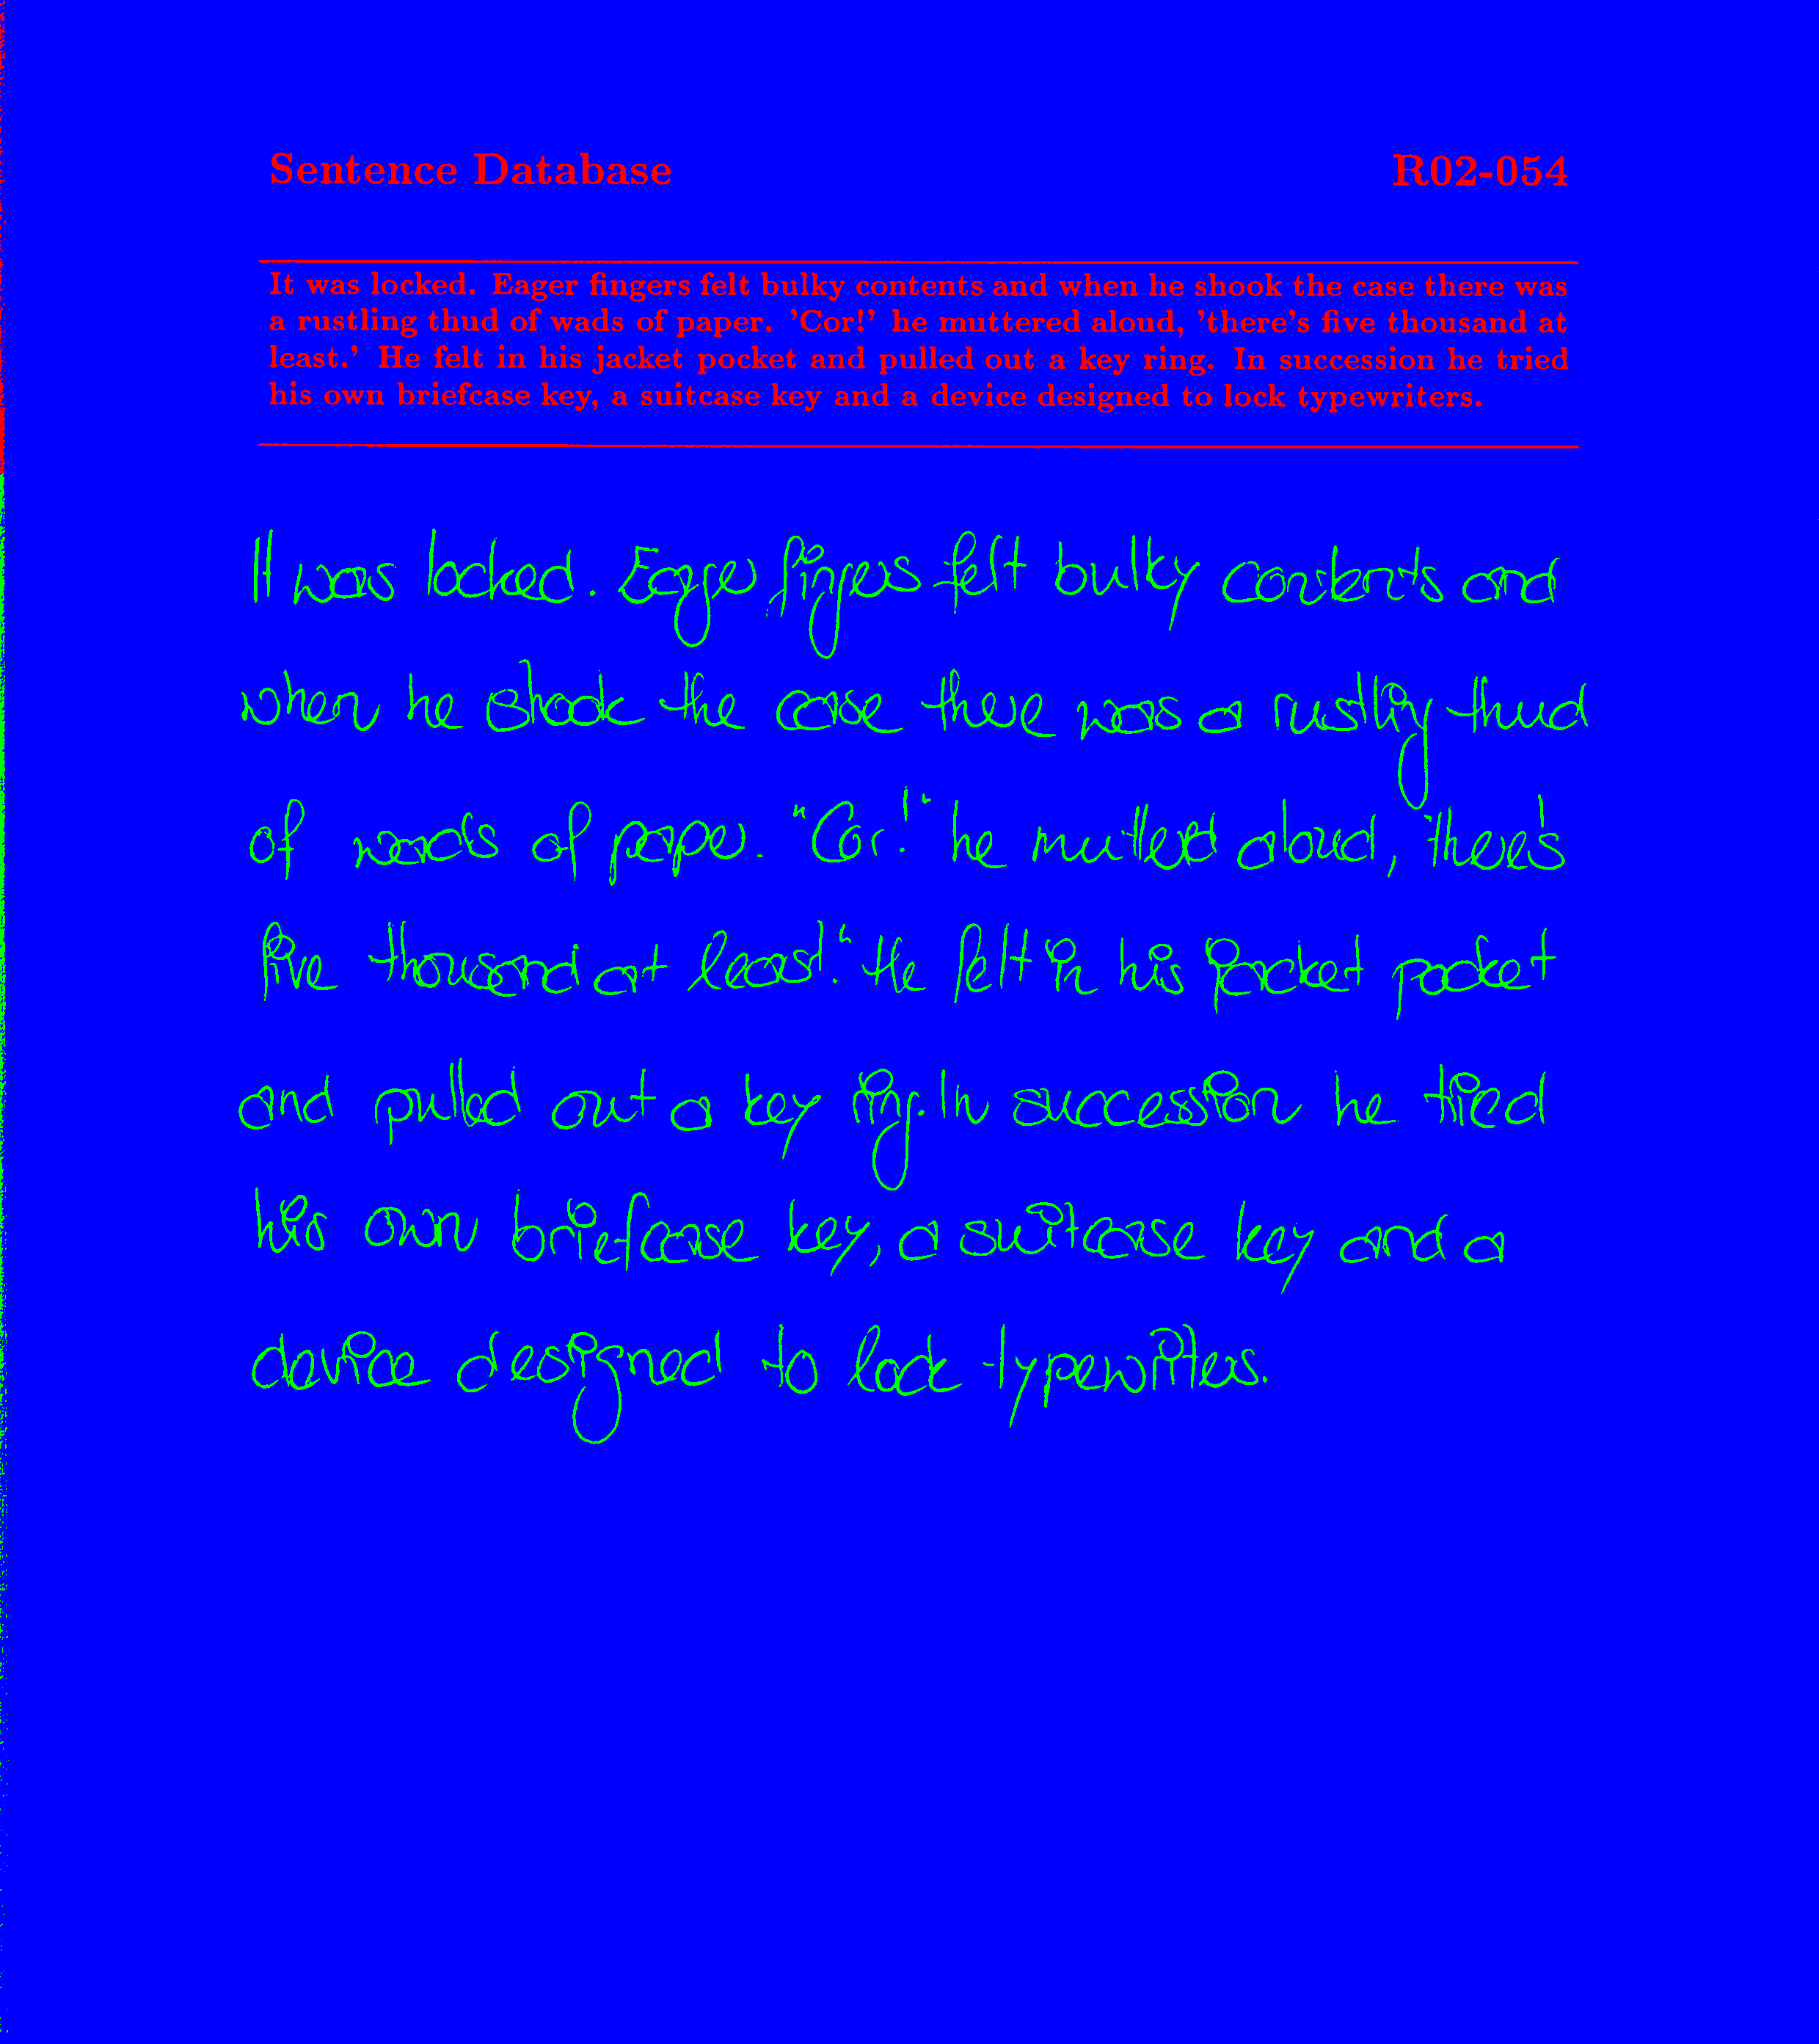 Sentence Database R02-054
It was locked. Eager fingers felt bulky contents and when he shook the case there was
a rustling thud of wads of paper. 'Cor!' he muttered aloud, 'there's five thousand at
least.' He felt in his jacket pocket and pulled out a key ring. In succession he tried
his own briefcase key, a suitcase key and a device designed to lock typewriters.
It was locked. Eager fingers felt bulky contents and
when he shook the case there was a rustling thud
of wads of paper. "Cor!" he muttered aloud, "there's
five thousand at least." He felt in his jacket pocket
and pulled out a key ring. In succession he tried
his own briefcase key, a suitcase key and a
device designed to lock typewriters.